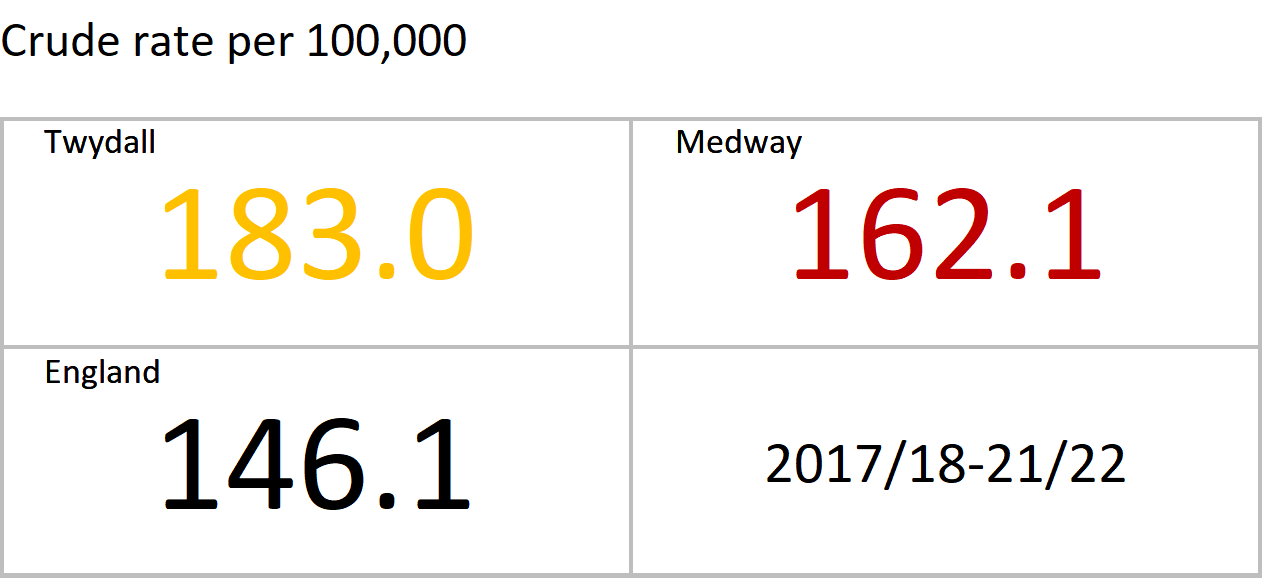 Crude rate per 100,000
Twydall
183.0
Medway
162.1
England
146.1
2017/18-21/22